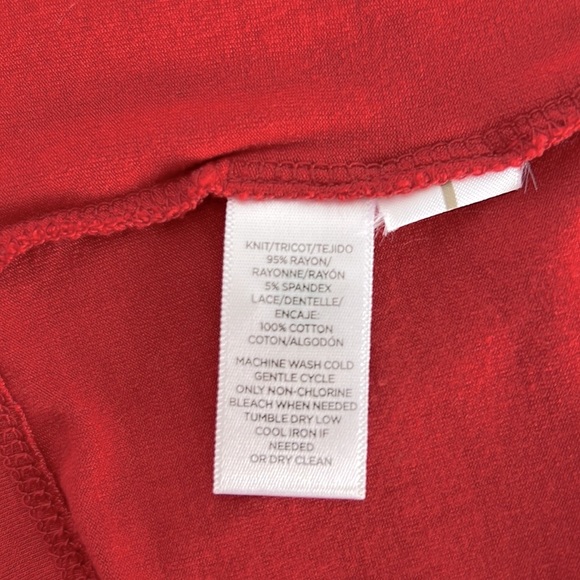 KNIT/TRICOT/TEJIDO
95% RAYON/
RAYONNE/RAYÓN
5% SPANDEX
LACE/DENTELLE/
ENCAJE:
100% COTTON
COTON/ALGODÓN
MACHINE WASH COLD
GENTLE CYCLE
ONLY NON-CHLORINE
BLEACH WHEN NEEDED
TUMBLE DRY LOW
COOL IRON IF
NEEDED
OR DRY CLEAN